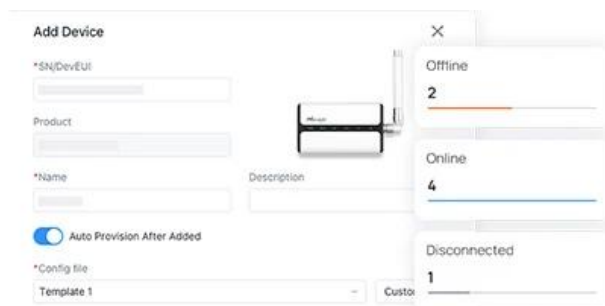 Add Device
*SN/DevEUI
Product
*Name
Description
Auto Provision After Added
*Config file
Template 1
Custo
Offline
2
Online
4
Disconnected
1